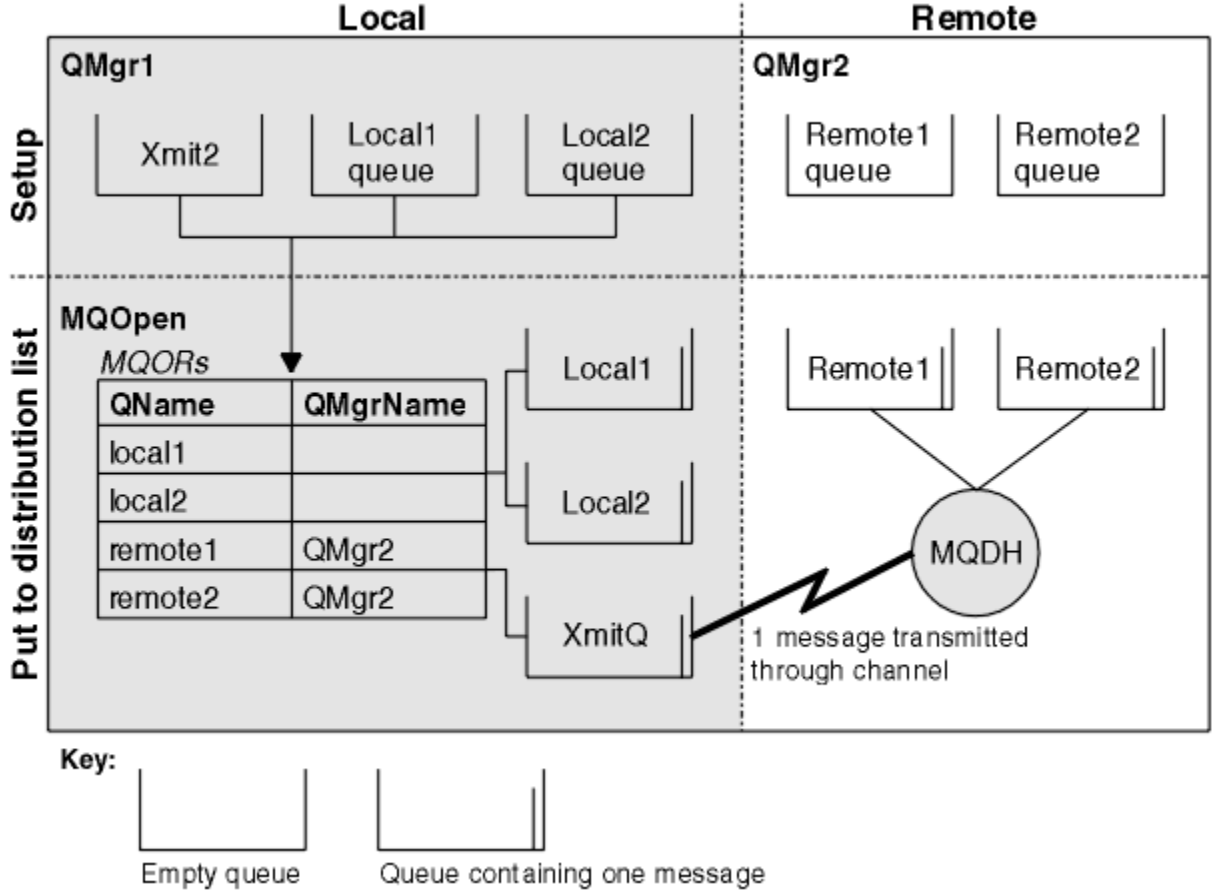 Local
Remote
Setup
QMgr1
QMgr2
Xmit2
Local1
queue
Local2
queue
Remote1
queue
Remote2
queue
Put to distribution list
MQOpen
MQORs
QName QMgrName
local1
local2
remote1 QMgr2
remote2 QMgr2
Local1
Local2
XmitQ
Remote1
Remote2
MQDH
1 message transmitted
through channel
Key:
Empty queue
Queue containing one message